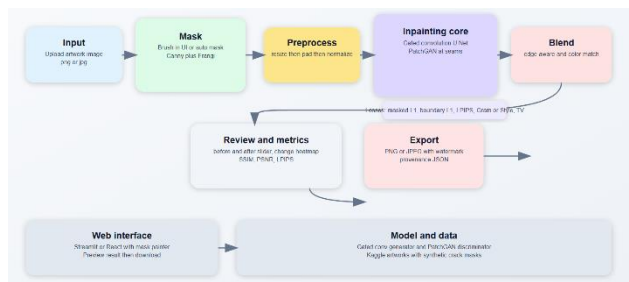 Input
Upload artwork image
png or jpg
Mask
Brush in UI or auto mask
Canny plus Frangi
Preprocess
resize then pad then normalize
Inpainting core
Gated convolution U Net
PatchGAN at seams
Blend
edge aware and color match
Losses: masked L1, boundary L1, LPIPS, Gram or Style, TV
Review and metrics
before and after slider, change heatmap
SSIM, PSNR, LPIPS
Export
PNG or JPEG with watermark
provenance JSON
Web interface
Streamlit or React with mask painter
Preview result then download
Model and data
Gated conv generator and PatchGAN discriminator
Kaggle artworks with synthetic crack masks